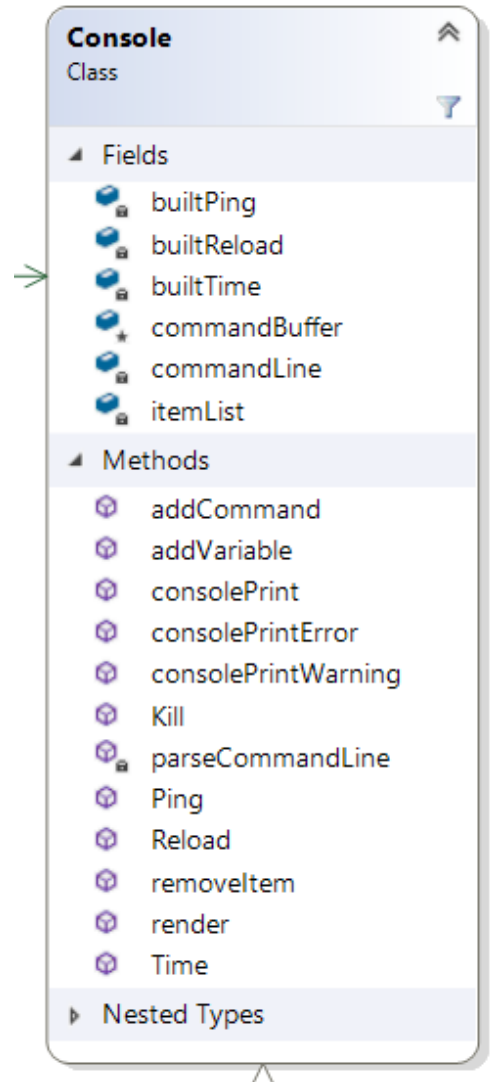 Console
Class
Fields
builtPing
builtReload
builtTime
commandBuffer
commandLine
itemList
Methods
addCommand
addVariable
consolePrint
consolePrintError
consolePrintWarning
Kill
parseCommandLine
Ping
Reload
removeItem
render
Time
Nested Types